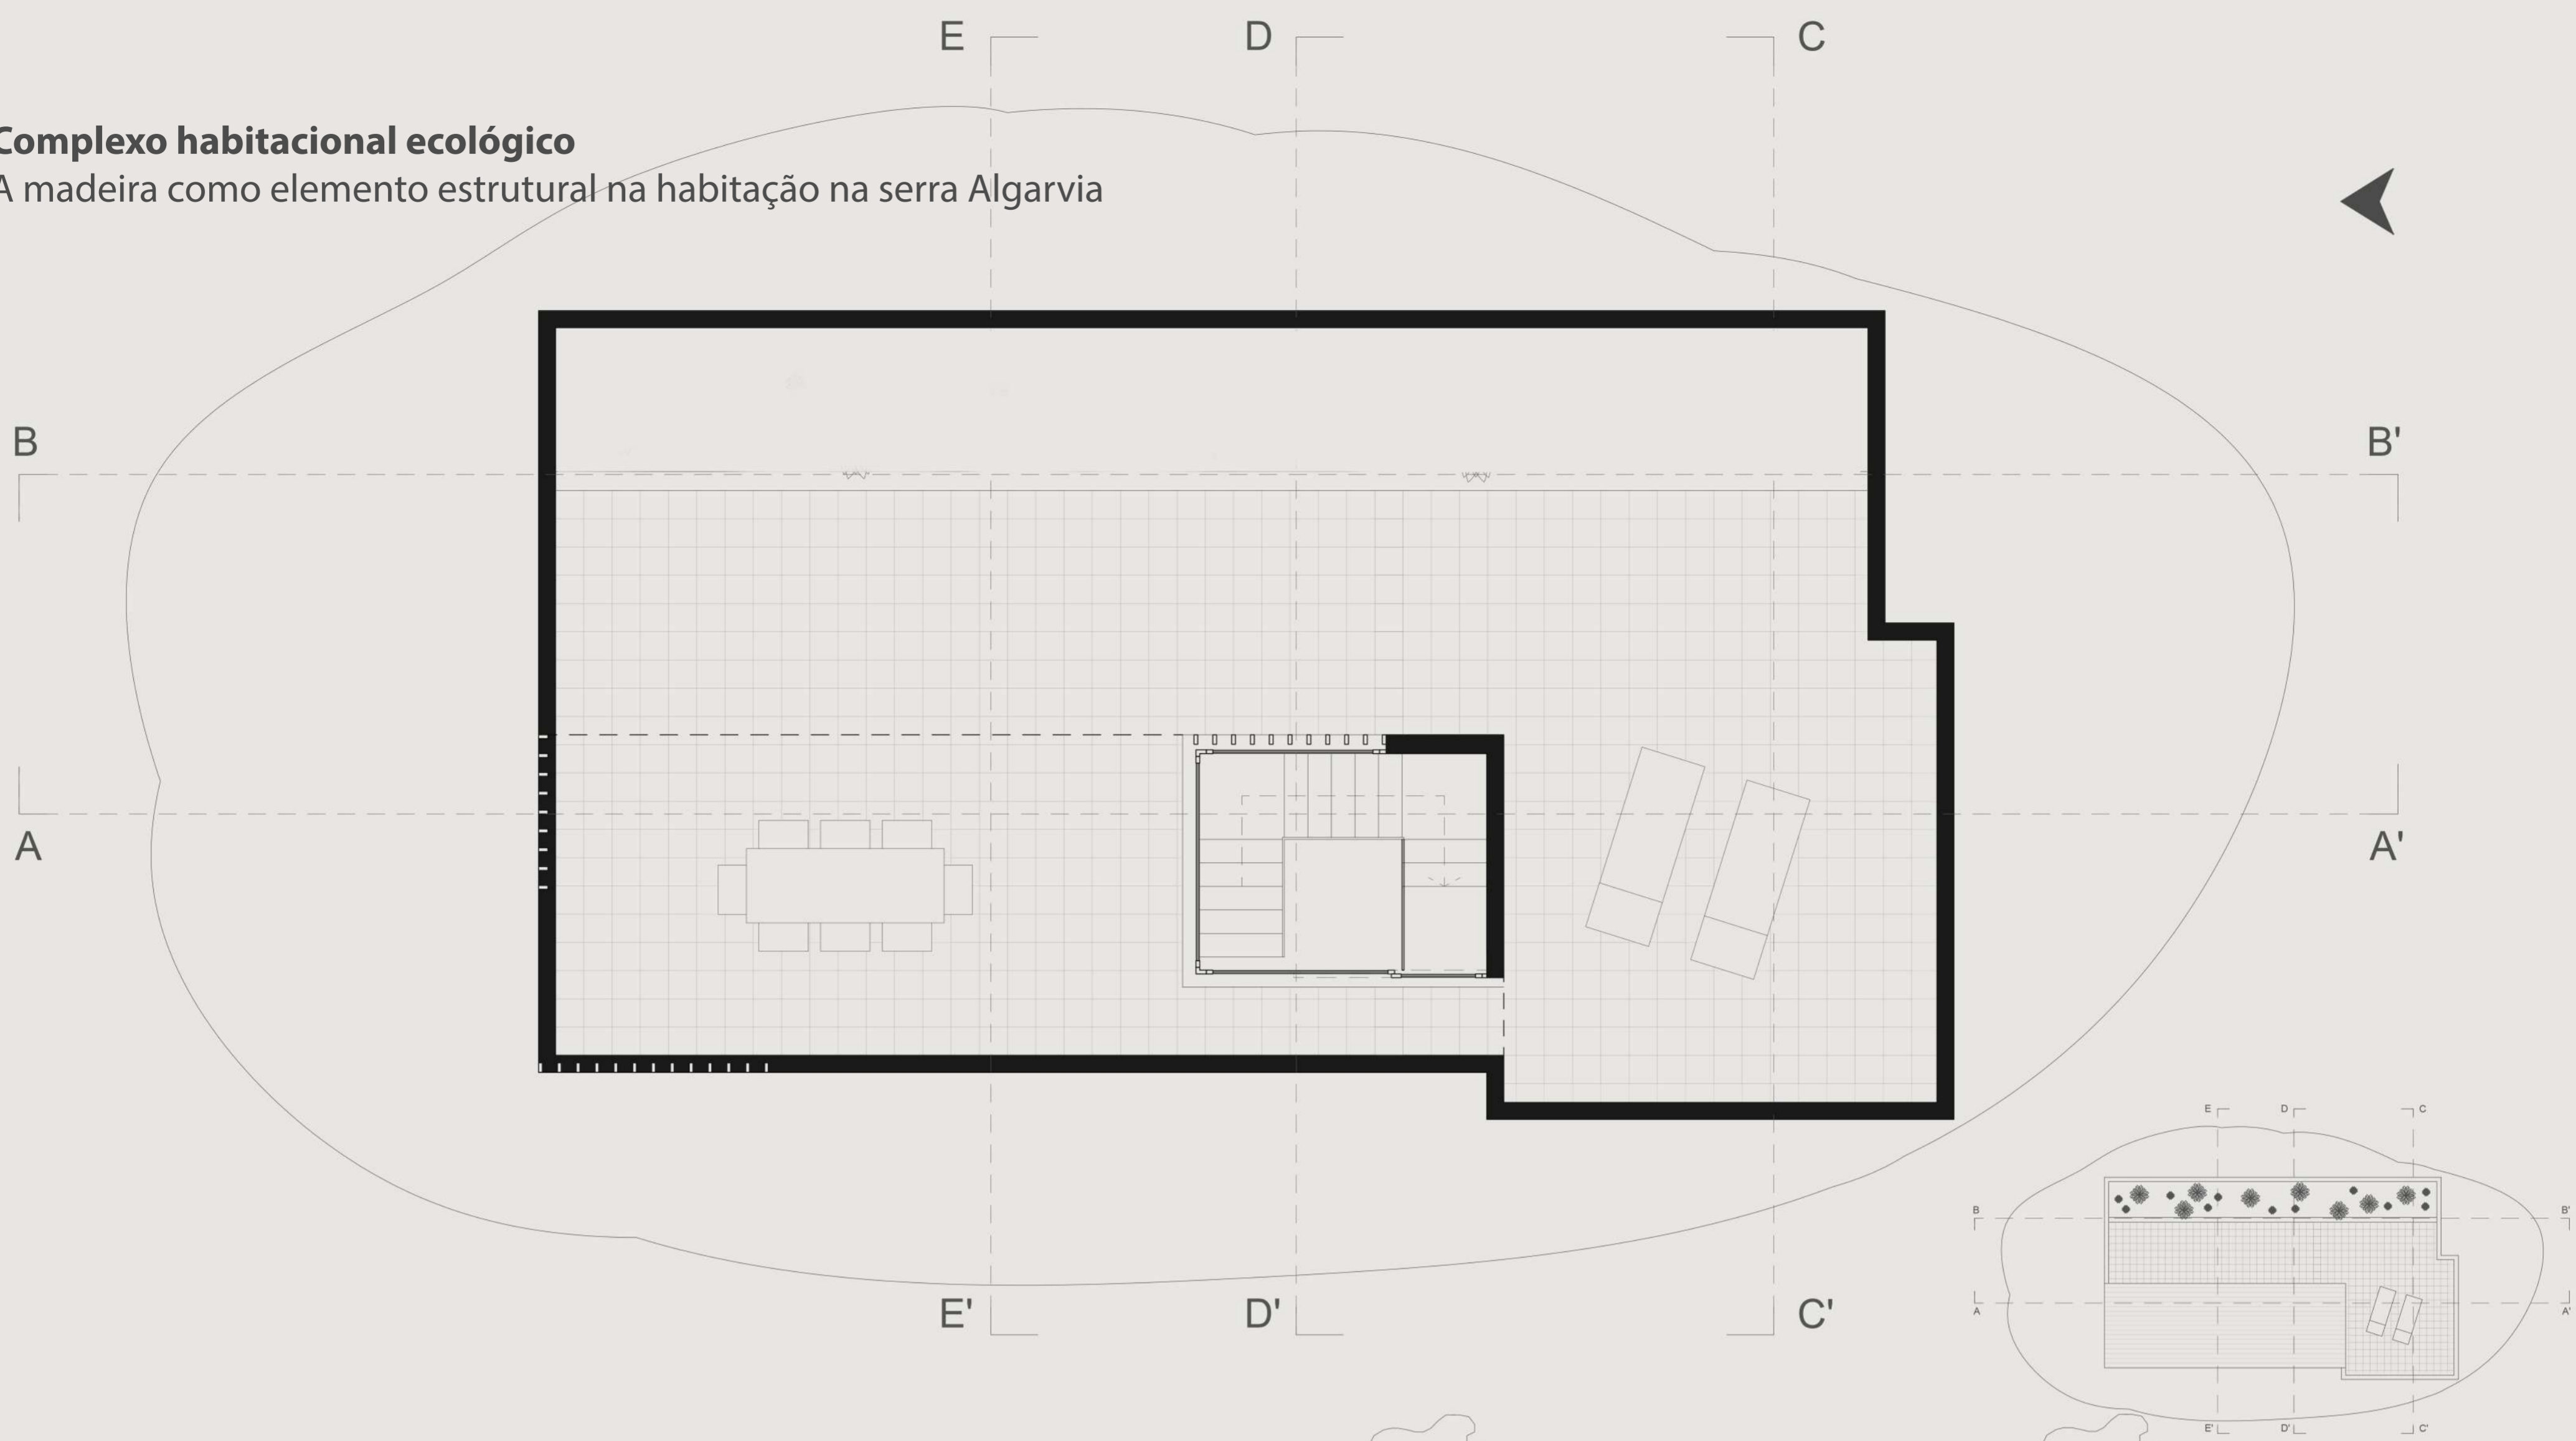 E D C
Complexo habitacional ecológico
A madeira como elemento estrutural na habitação na serra Algarvia
B B'
A A'
E' D' C'
E D C
B B'
A A'
E' D' C'